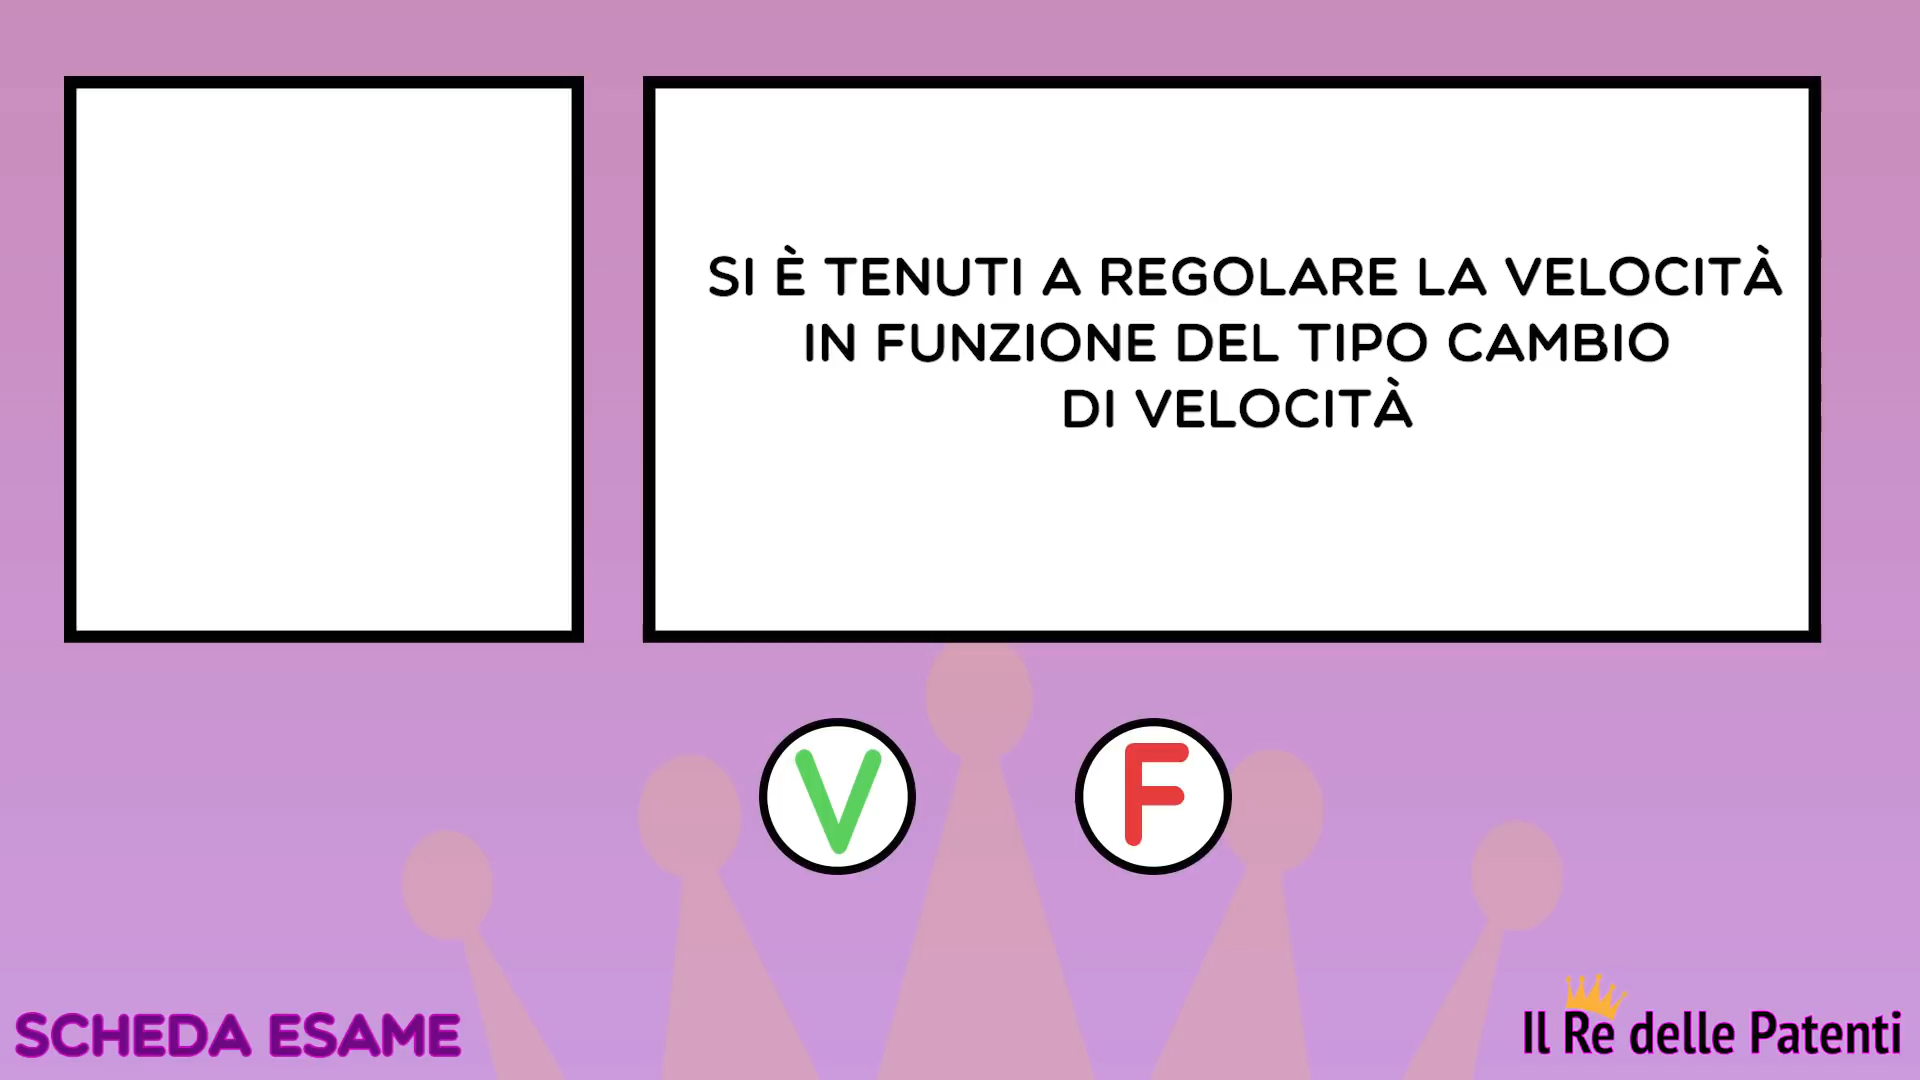 SI È TENUTI A REGOLARE LA VELOCITÀ
IN FUNZIONE DEL TIPO CAMBIO
DI VELOCITÀ
V
F
SCHEDA ESAME
Il Re delle Patenti